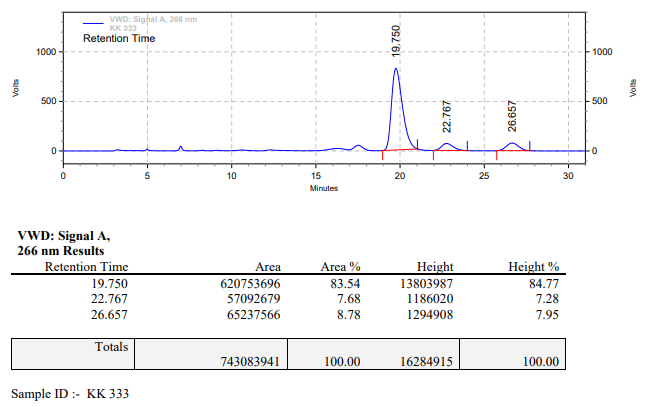 VWD: Signal A, 266 nm
KK 333
Retention Time
19.750
22.767
26.657
1000
500
0
1000
500
0
Volts
Volts
0 5 10 15 20 25 30
Minutes
VWD: Signal A,
266 nm Results
Retention Time Area Area % Height Height %
19.750 620753696 83.54 13803987 84.77
22.767 57092679 7.68 1186020 7.28
26.657 65237566 8.78 1294908 7.95
Totals
743083941 100.00 16284915 100.00
Sample ID :- KK 333